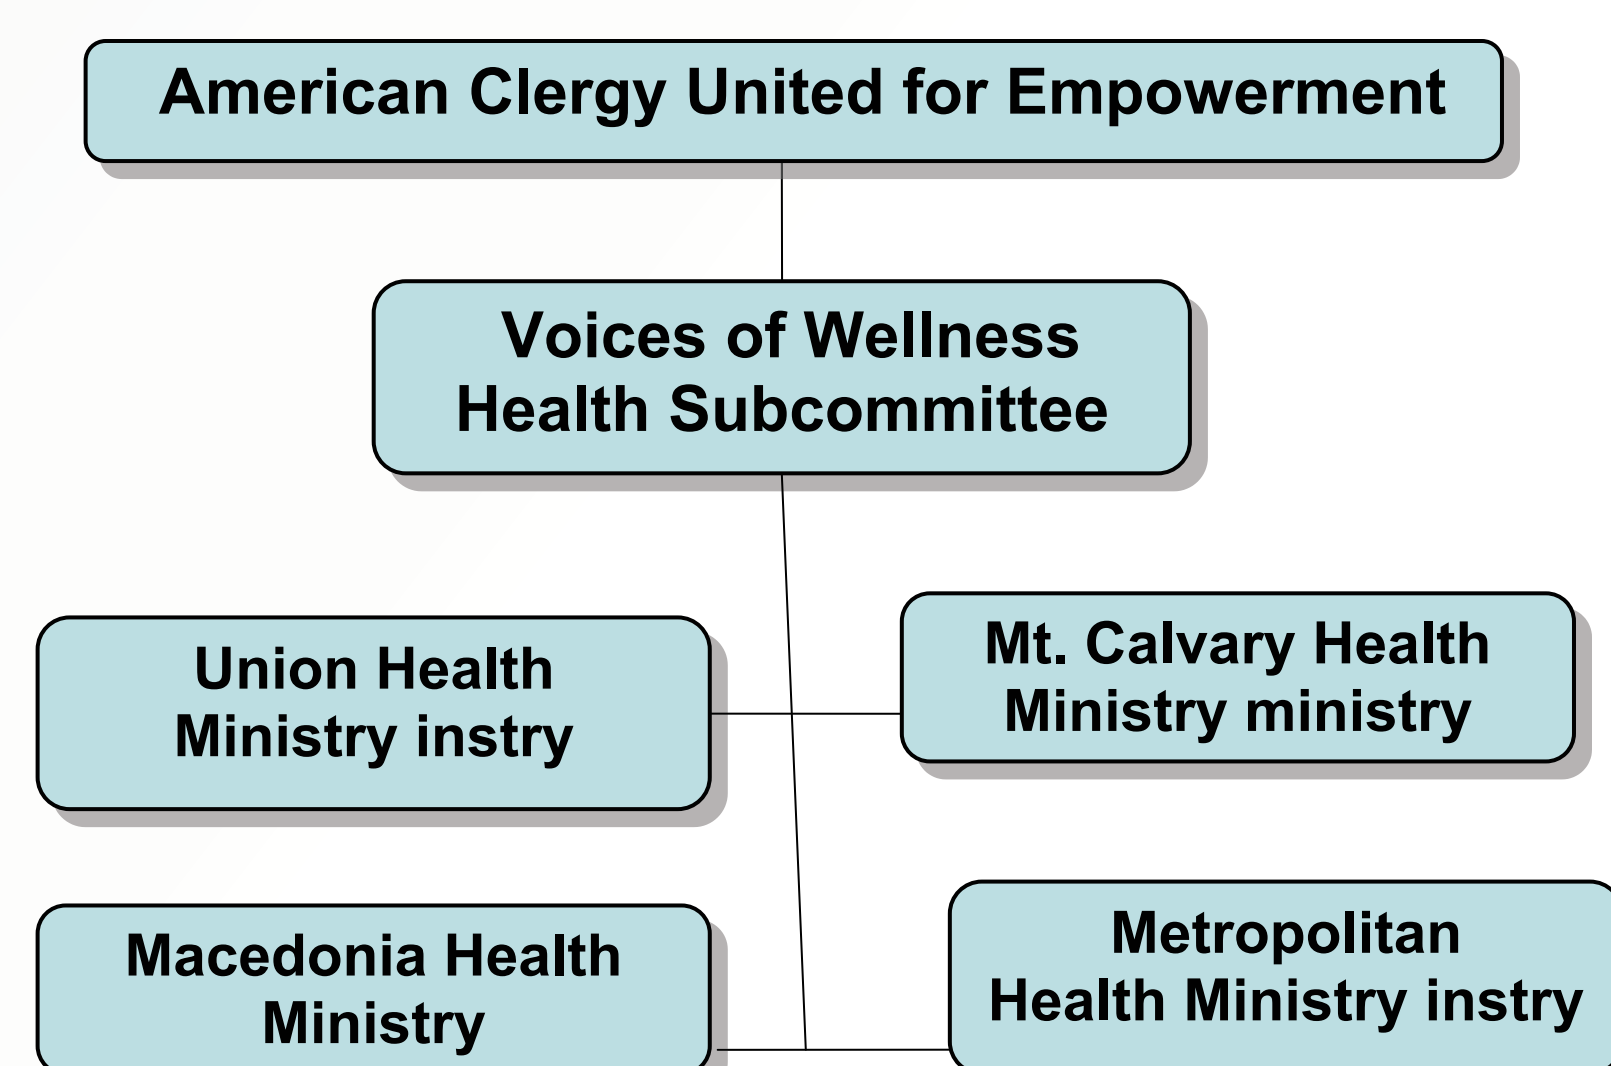 American Clergy United for Empowerment
Voices of Wellness
Health Subcommittee
Union Health
Ministry instry
Mt. Calvary Health
Ministry ministry
Macedonia Health
Ministry
Metropolitan
Health Ministry instry